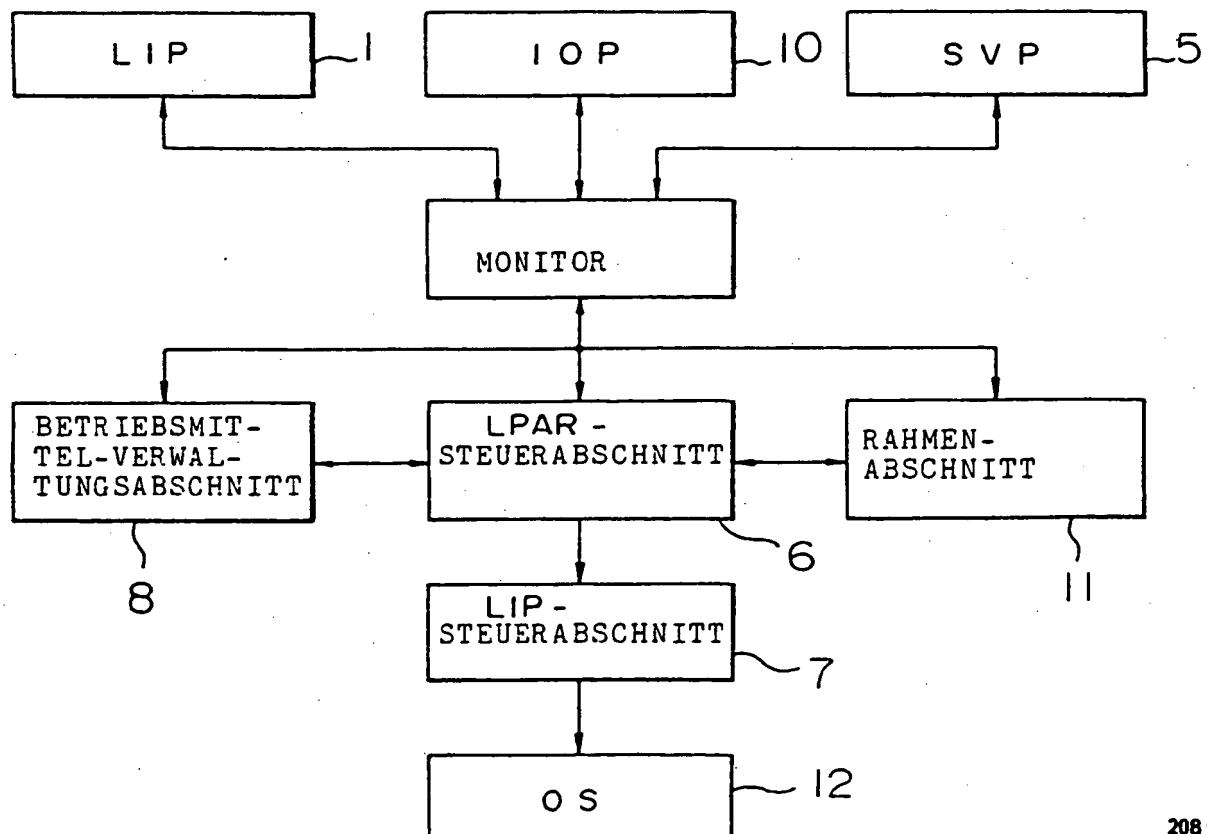 LIP 1
IOP 10
SVP 5
MONITOR
BETRIEBSMIT-
TEL-VERWAL-
TUNGSABSCHNITT
8
LPAR-
STEUERABSCHNITT
6
RAHMEN-
ABSCHNITT
11
LIP-
STEUERABSCHNITT
7
OS 12
208